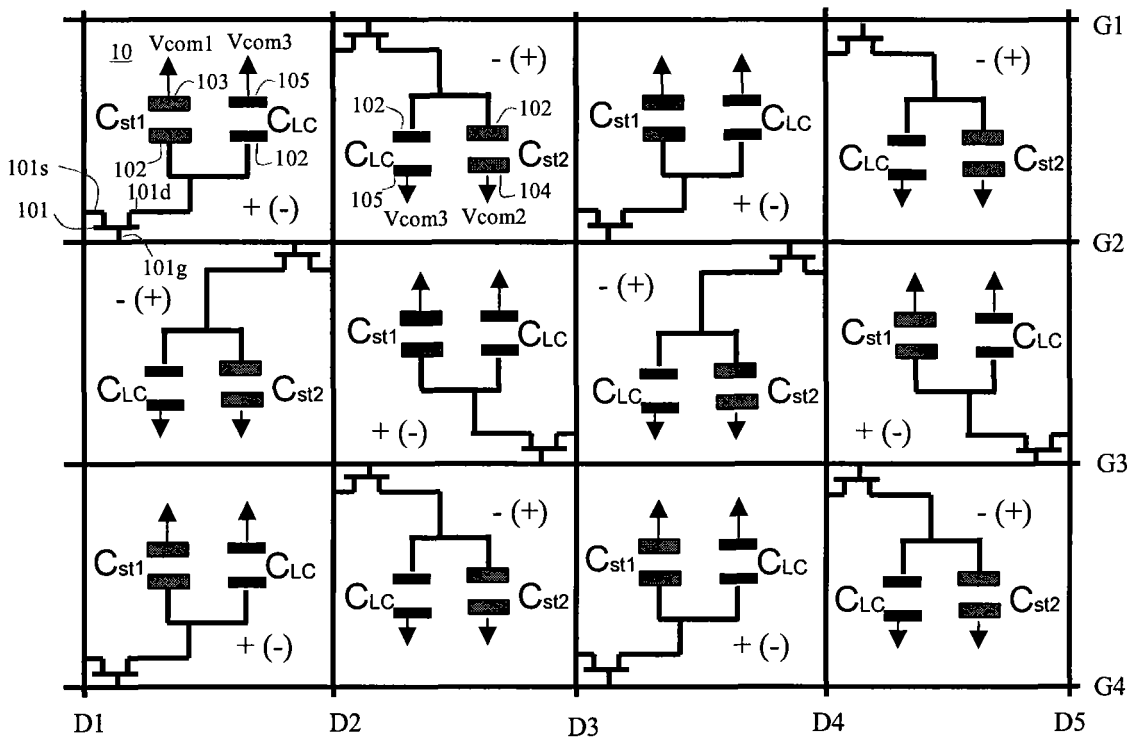 G1
10
Vcom1 Vcom3
103
105
Cst1
CLC
102
102
101s
101d
101
101g
+ (-)
- (+)
102
102
CLC
Cst2
105
104
Vcom3 Vcom2
Cst1
CLC
+ (-)
- (+)
CLC
Cst2
G2
- (+)
CLC
Cst2
Cst1
CLC
+ (-)
- (+)
CLC
Cst2
Cst1
CLC
+ (-)
G3
Cst1
CLC
+ (-)
- (+)
CLC
Cst2
Cst1
CLC
+ (-)
- (+)
CLC
Cst2
G4
D1 D2 D3 D4 D5